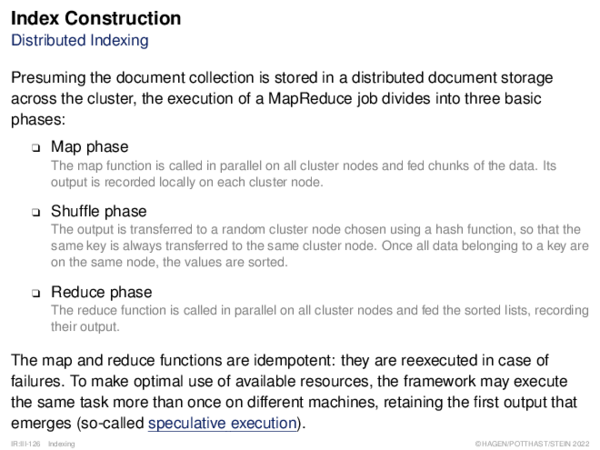 Index Construction
Distributed Indexing
Presuming the document collection is stored in a distributed document storage
across the cluster, the execution of a MapReduce job divides into three basic
phases:
❑ Map phase
The map function is called in parallel on all cluster nodes and fed chunks of the data. Its
output is recorded locally on each cluster node.
❑ Shuffle phase
The output is transferred to a random cluster node chosen using a hash function, so that the
same key is always transferred to the same cluster node. Once all data belonging to a key are
on the same node, the values are sorted.
❑ Reduce phase
The reduce function is called in parallel on all cluster nodes and fed the sorted lists, recording
their output.
The map and reduce functions are idempotent: they are reexecuted in case of
failures. To make optimal use of available resources, the framework may execute
the same task more than once on different machines, retaining the first output that
emerges (so-called speculative execution).
IR:III-126 Indexing ©HAGEN/POTTHAST/STEIN 2022